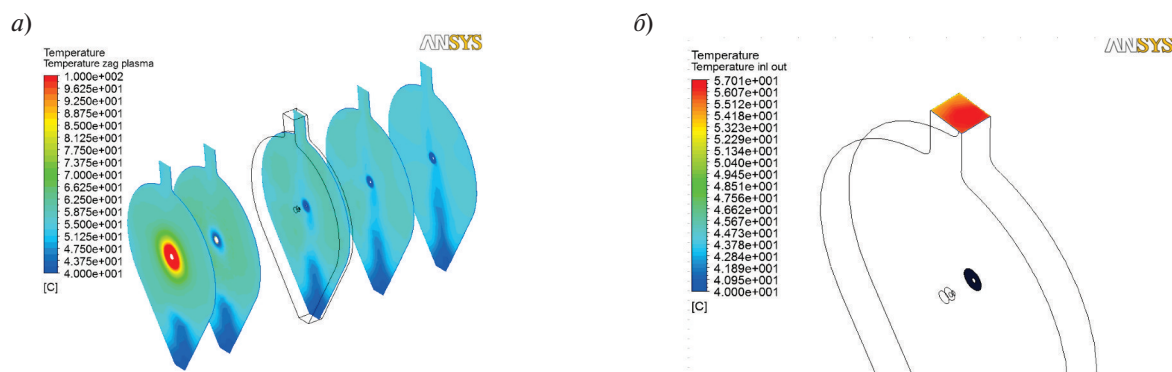 а)
ANSYS
Temperature
Temperature zag plasma
1.000e+002
9.625e+001
9.250e+001
8.875e+001
8.500e+001
8.125e+001
7.750e+001
7.375e+001
7.000e+001
6.625e+001
6.250e+001
5.875e+001
5.500e+001
5.125e+001
4.750e+001
4.375e+001
4.000e+001
[C]
б)
ANSYS
Temperature
Temperature inl out
5.701e+001
5.607e+001
5.512e+001
5.418e+001
5.323e+001
5.229e+001
5.134e+001
5.040e+001
4.945e+001
4.851e+001
4.756e+001
4.662e+001
4.567e+001
4.473e+001
4.378e+001
4.284e+001
4.189e+001
4.095e+001
4.000e+001
[C]